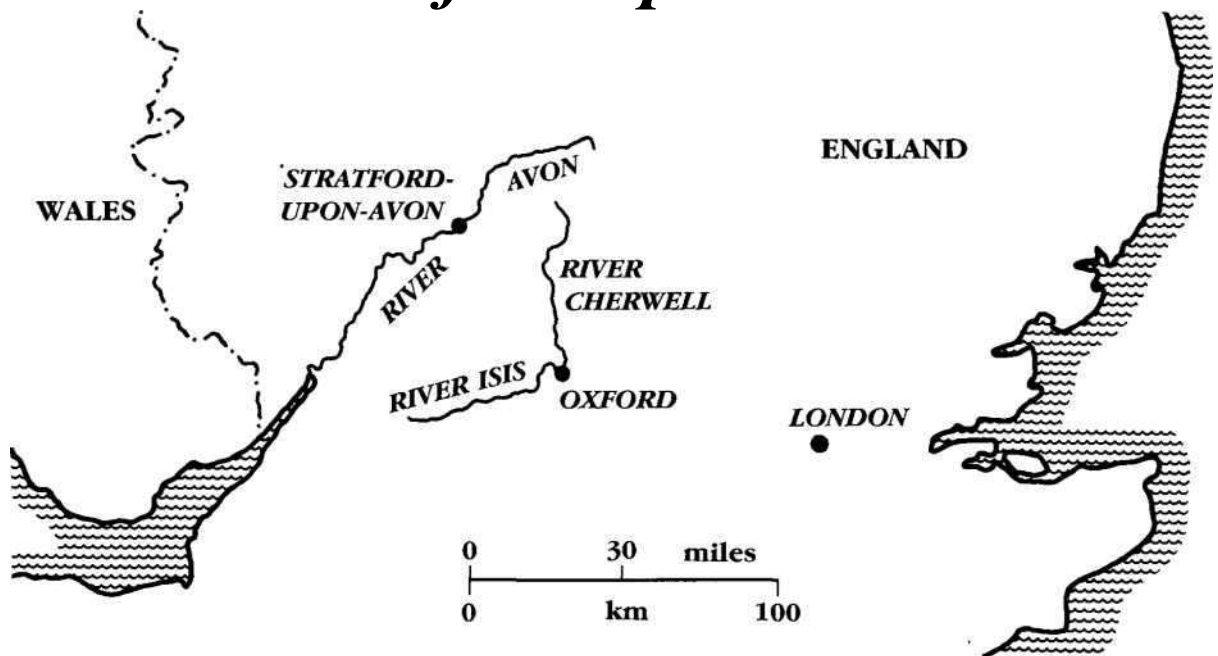 ENGLAND
STRATFORD-
UPON-AVON
AVON
WALES
RIVER
RIVER
CHERWELL
RIVER ISIS
OXFORD
LONDON
0 30 miles
0 km 100